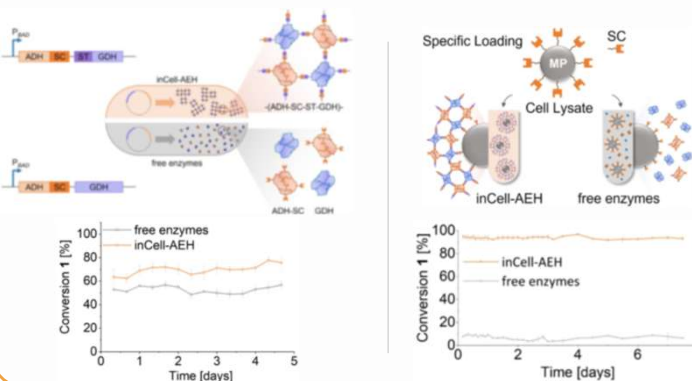 P_BAD
ADH SC ST GDH
inCell-AEH
-(ADH-SC-ST-GDH)-
free enzymes
P_BAD
ADH SC GDH
ADH-SC GDH
100
80
60
40
20
0
Conversion 1 [%]
free enzymes
inCell-AEH
0 1 2 3 4 5
Time [days]
Specific Loading
SC
MP
Cell Lysate
inCell-AEH
free enzymes
100
80
60
40
20
0
Conversion 1 [%]
inCell-AEH
free enzymes
0 2 4 6
Time [days]